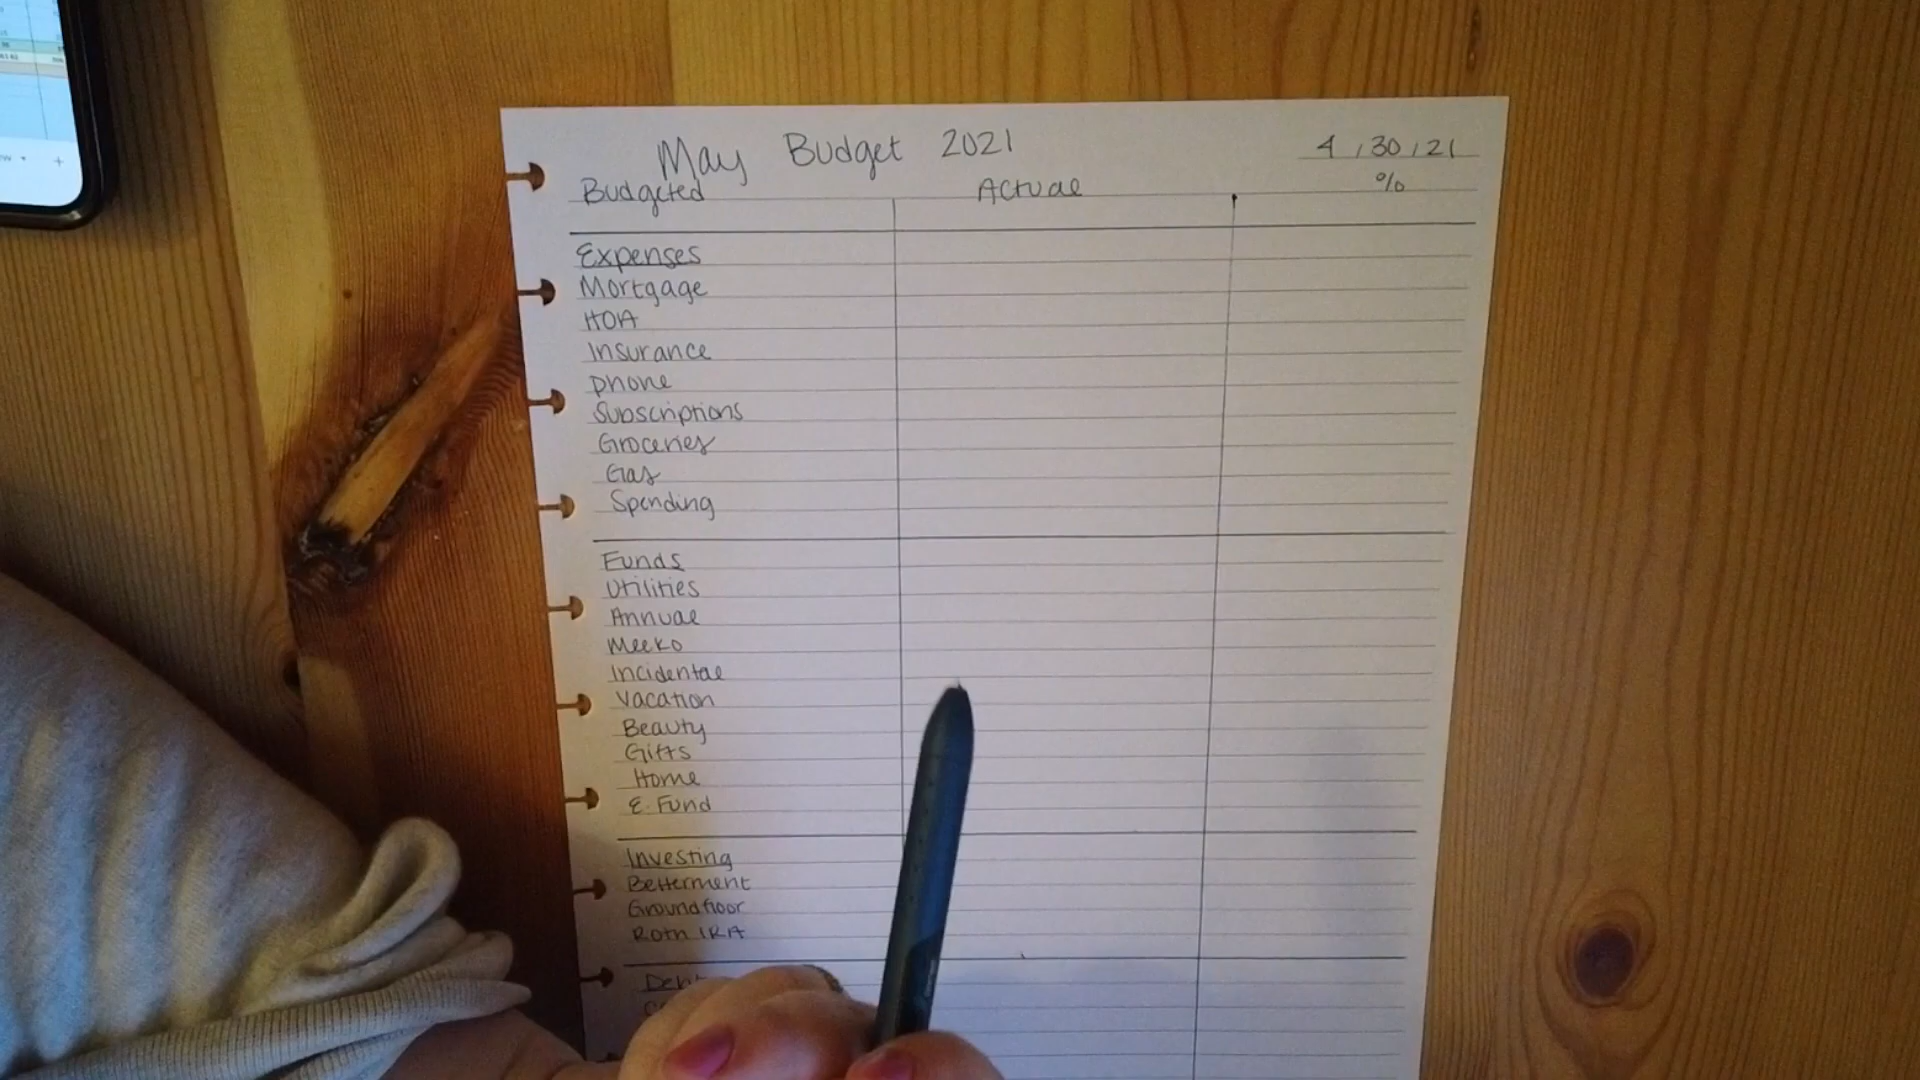 May Budget 2021
4/30/21
Budgeted Actual %
Expenses
Mortgage
HOA
Insurance
phone
Subscriptions
Groceries
Gas
Spending
Funds
Utilities
Annual
Meeko
Incidental
Vacation
Beauty
Gifts
Home
E. Fund
Investing
Betterment
Groundfloor
Roth IRA